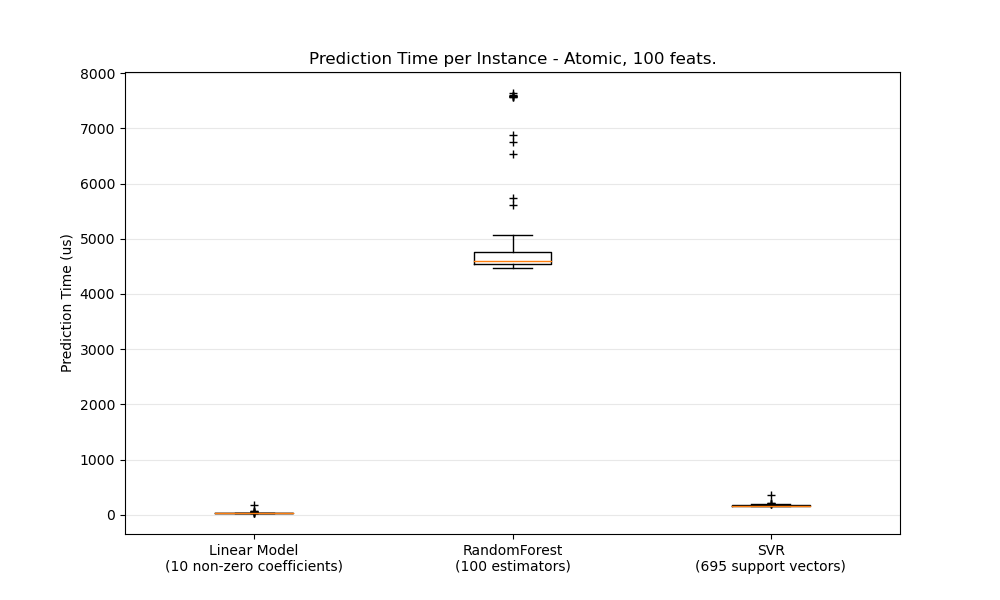 Prediction Time per Instance - Atomic, 100 feats.
Prediction Time (us)
8000
7000
6000
5000
4000
3000
2000
1000
0
Linear Model
(10 non-zero coefficients)
RandomForest
(100 estimators)
SVR
(695 support vectors)